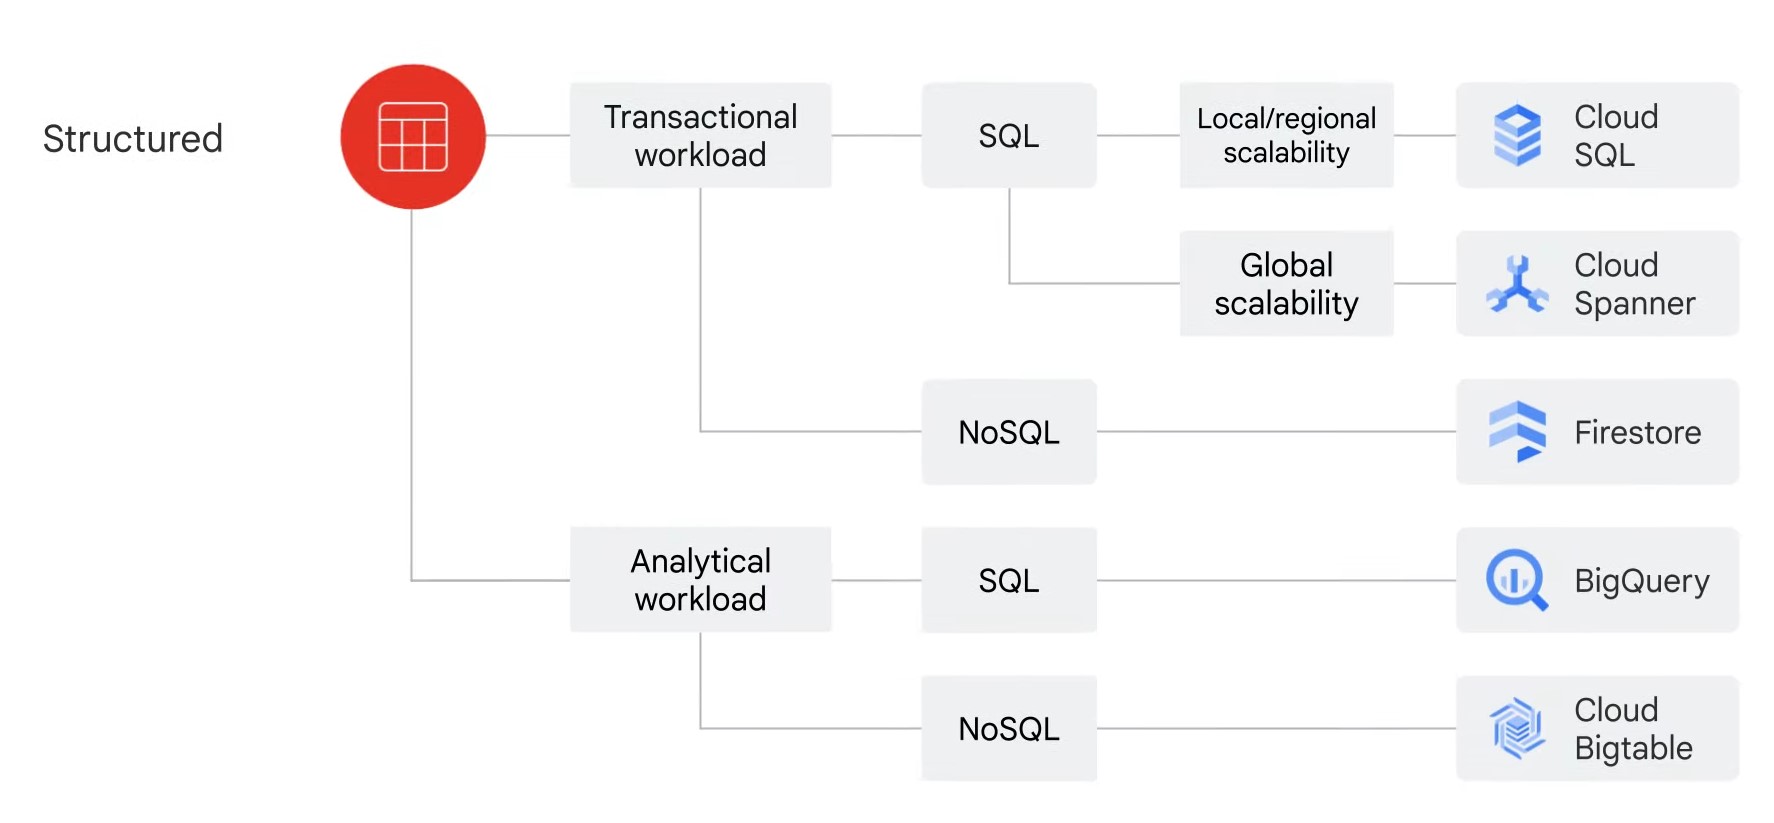 Structured
Transactional
workload
SQL
Local/regional
scalability
Cloud
SQL
Global
scalability
Cloud
Spanner
NoSQL
Firestore
Analytical
workload
SQL
BigQuery
NoSQL
Cloud
Bigtable